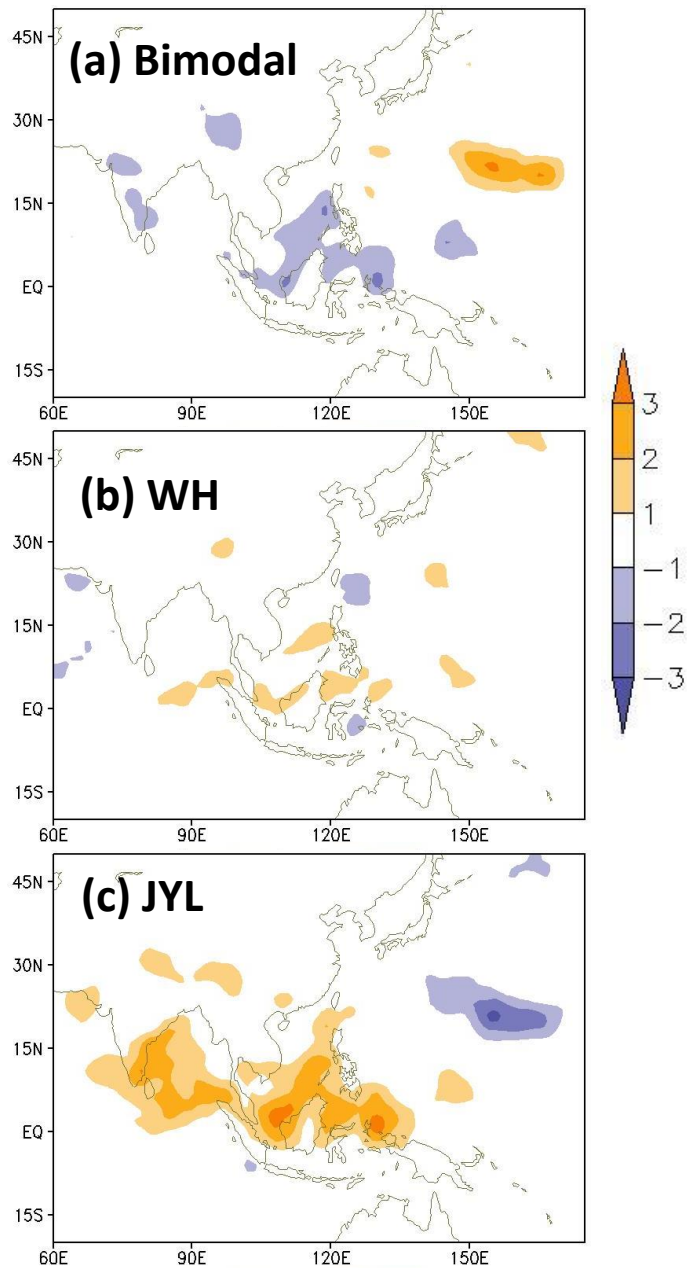 (a) Bimodal
45N
30N
15N
EQ
15S
60E 90E 120E 150E
(b) WH
45N
30N
15N
EQ
15S
60E 90E 120E 150E
(c) JYL
45N
30N
15N
EQ
15S
60E 90E 120E 150E
3
2
1
-1
-2
-3